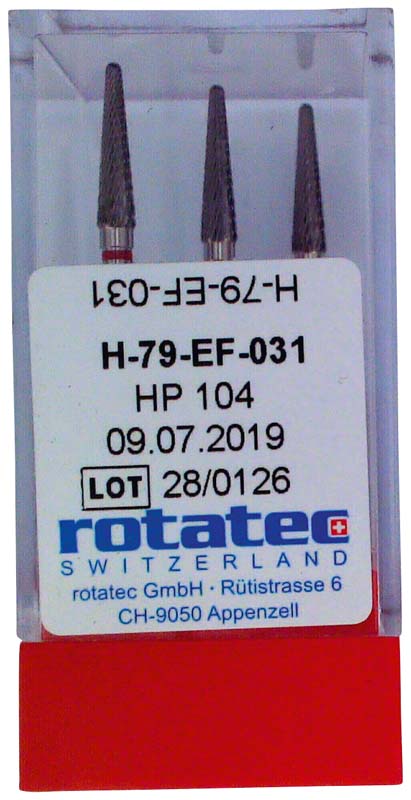 H-79-EF-031
H-79-EF-031
HP 104
09.07.2019
LOT 28/0126
rotatec
SWITZERLAND
rotatec GmbH · Rütistrasse 6
CH-9050 Appenzell